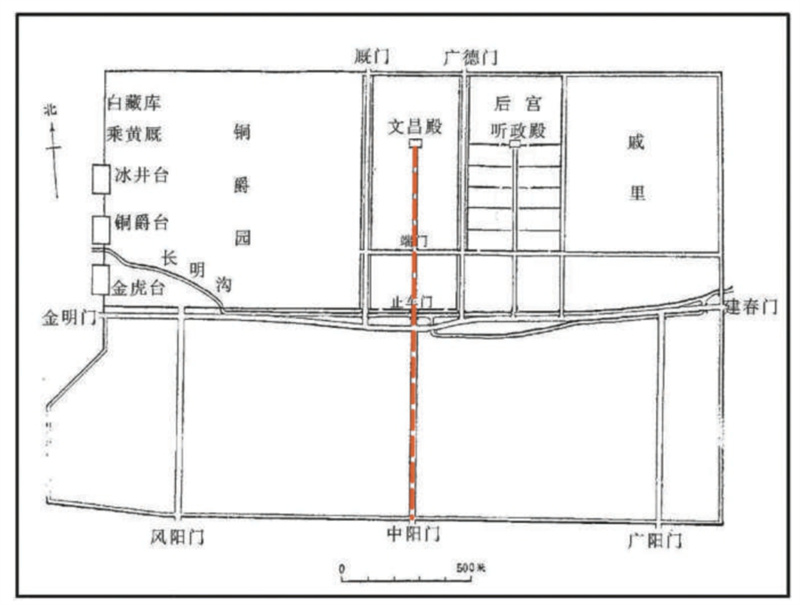 厩门
广德门
北
白藏库
乘黄厩
铜爵园
文昌殿
后宫
听政殿
戚里
冰井台
铜爵台
金虎台
长明沟
端门
止车门
金明门
建春门
凤阳门
中阳门
广阳门
0
500米